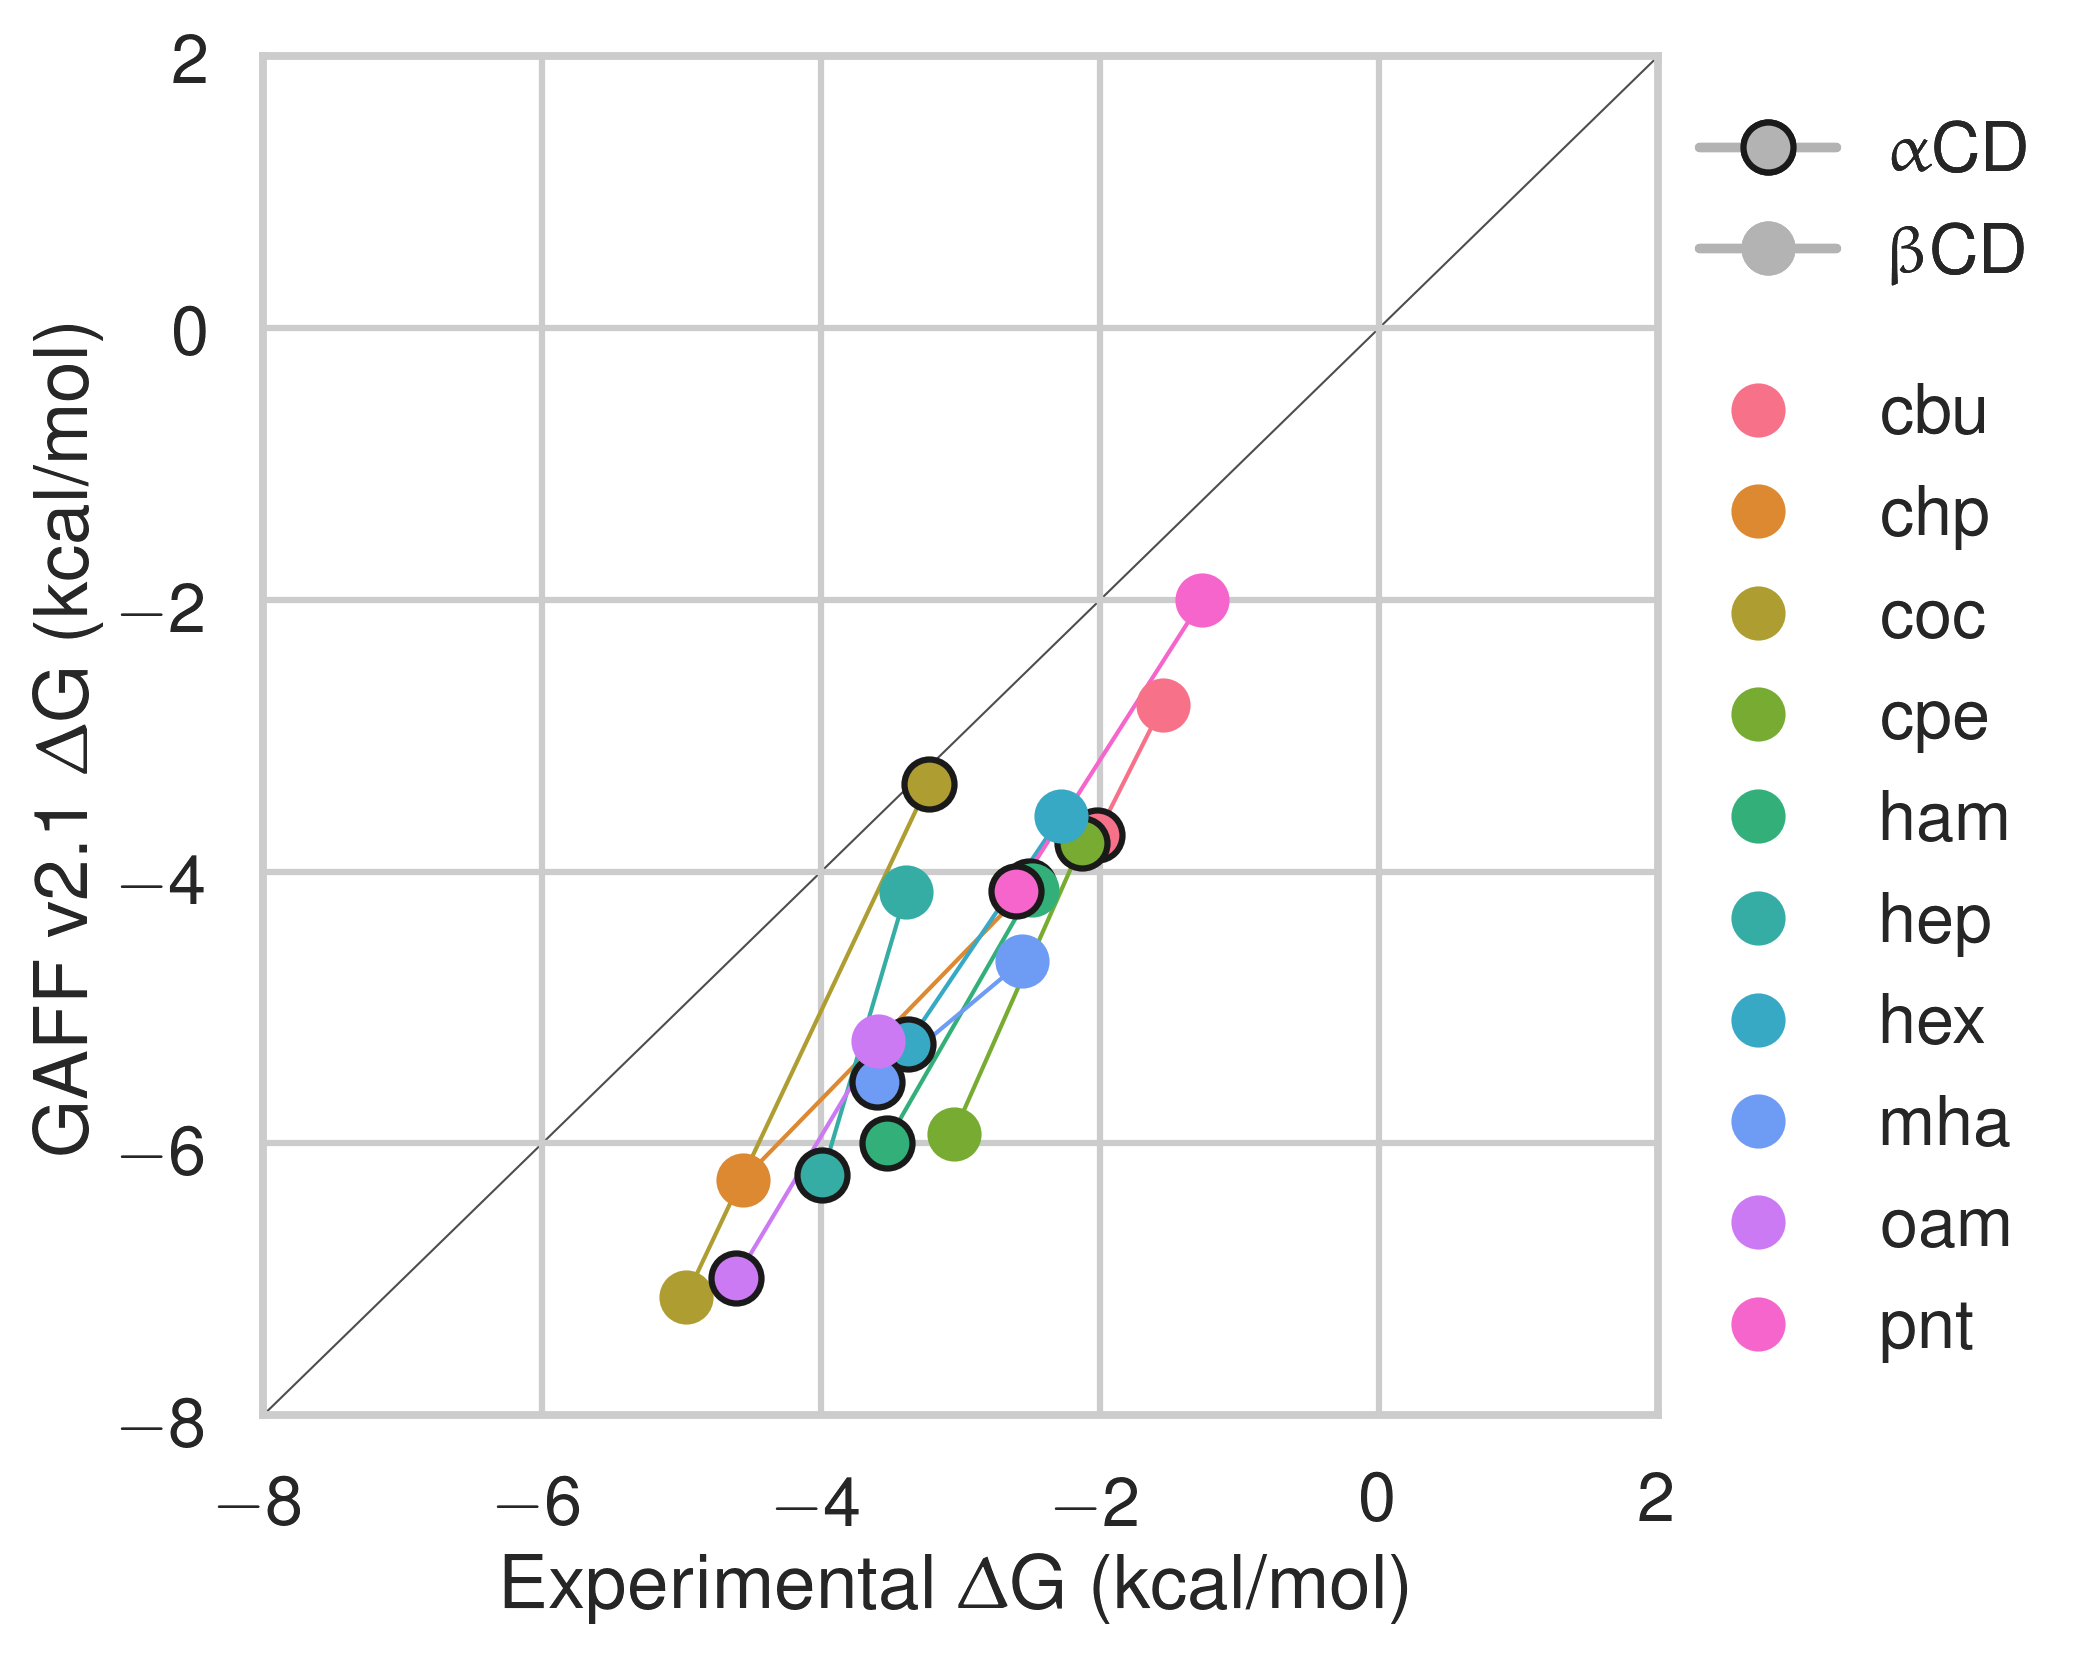 GAFF v2.1 ΔG (kcal/mol)
2
0
−2
−4
−6
−8
−8 −6 −4 −2 0 2
Experimental ΔG (kcal/mol)
αCD
βCD
cbu
chp
coc
cpe
ham
hep
hex
mha
oam
pnt